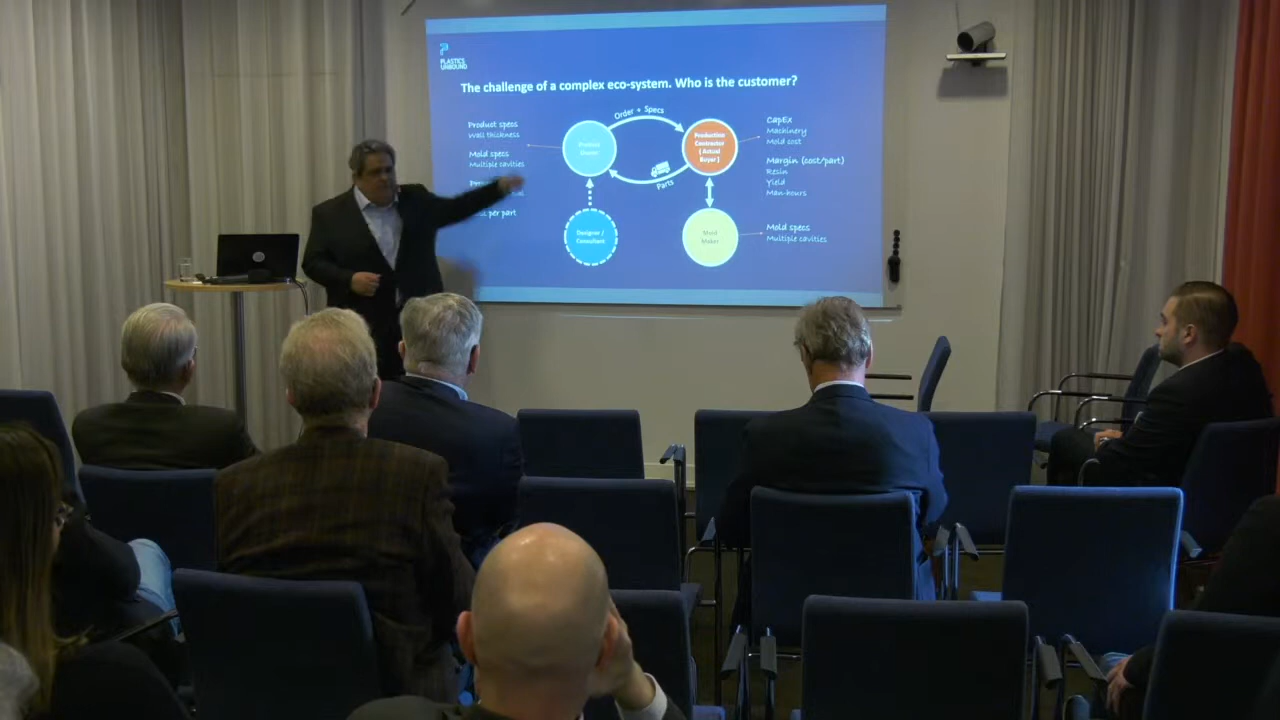 PLASTICS
UNBOUND
The challenge of a complex eco-system. Who is the customer?
Product specs
Wall thickness
Mold specs
Multiple cavities
per part
Order + Specs
Parts
Product
Owner
Production
Contractor
(Actual
Buyer)
Designer /
Consultant
Mold
Maker
CapEx
Machinery
Mold cost
Margin (cost/part)
Resin
Yield
Man-hours
Mold specs
Multiple cavities